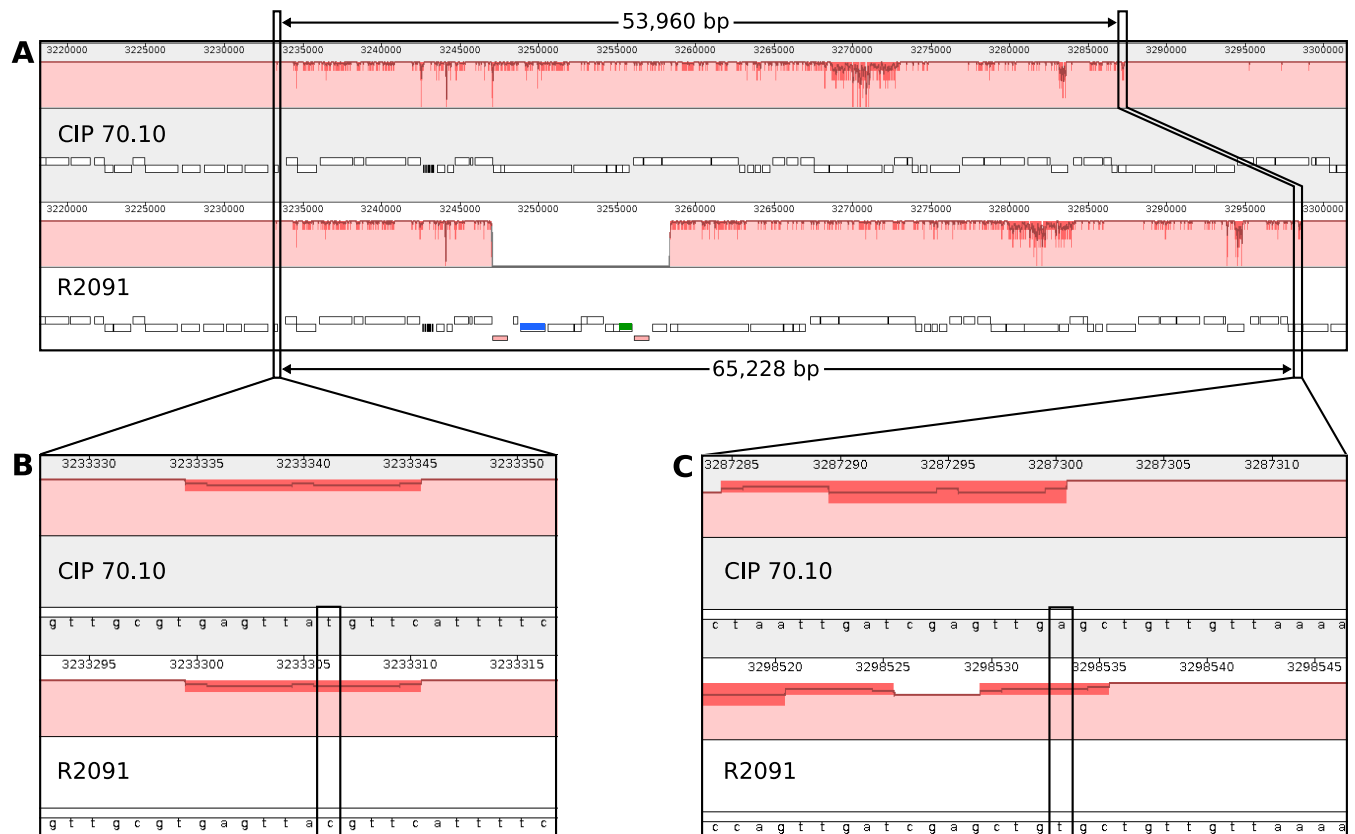 53,960 bp
A
3220000 3225000 3230000 3235000 3240000 3245000 3250000 3255000 3260000 3265000 3270000 3275000 3280000 3285000 3290000 3295000 3300000
CIP 70.10
3220000 3225000 3230000 3235000 3240000 3245000 3250000 3255000 3260000 3265000 3270000 3275000 3280000 3285000 3290000 3295000 3300000
R2091
65,228 bp
B
3233330 3233335 3233340 3233345 3233350
CIP 70.10
g t t g c g t g a g t t a t g t t c a t t t t c
3233295 3233300 3233305 3233310 3233315
R2091
g t t g c g t g a g t t a c g t t c a t t t t c
C
3287285 3287290 3287295 3287300 3287305 3287310
CIP 70.10
c t a a t t g a t c g a g t t g a g c t g t t g t t a a a a
3298520 3298525 3298530 3298535 3298540 3298545
R2091
c c a g t t g a t c g a g c t g t g c t g t t g t t a a a a